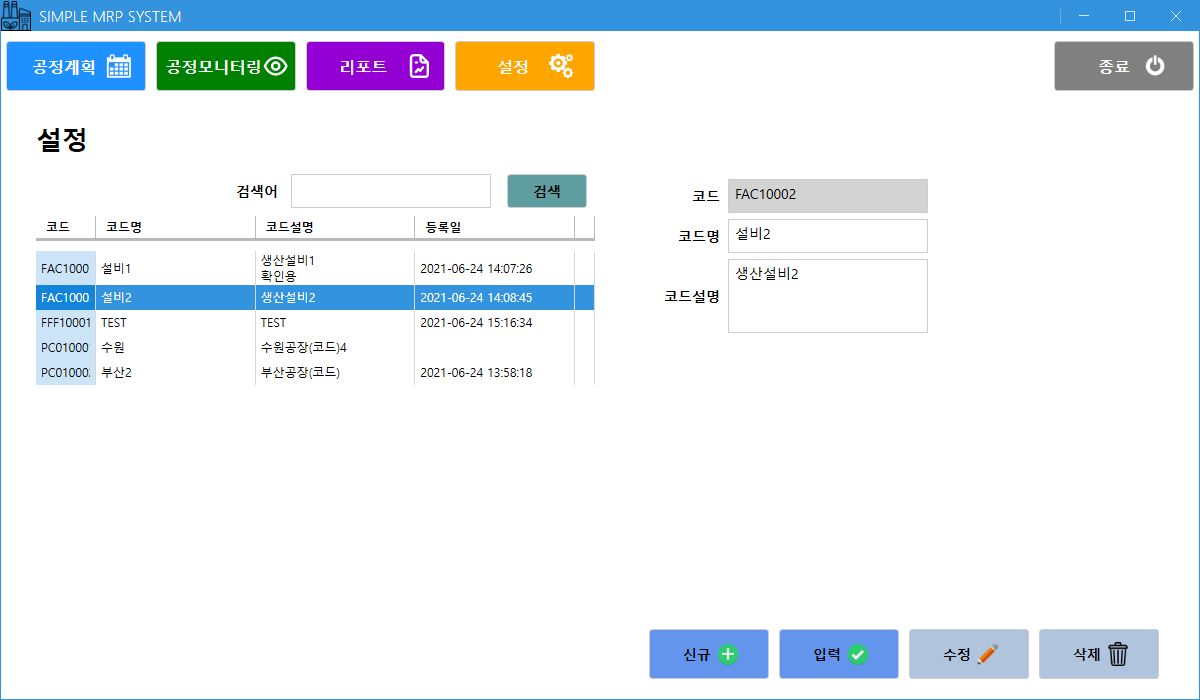 SIMPLE MRP SYSTEM
공정계획 공정모니터링 리포트 설정 종료
설정
검색어 검색
코드 코드명 코드설명 등록일
FAC1000 설비1 생산설비1
확인용 2021-06-24 14:07:26
FAC1000 설비2 생산설비2 2021-06-24 14:08:45
FFF10001 TEST TEST 2021-06-24 15:16:34
PC01000 수원 수원공장(코드)4
PC01000 부산2 부산공장(코드) 2021-06-24 13:58:18
코드 FAC10002
코드명 설비2
코드설명 생산설비2
신규 입력 수정 삭제